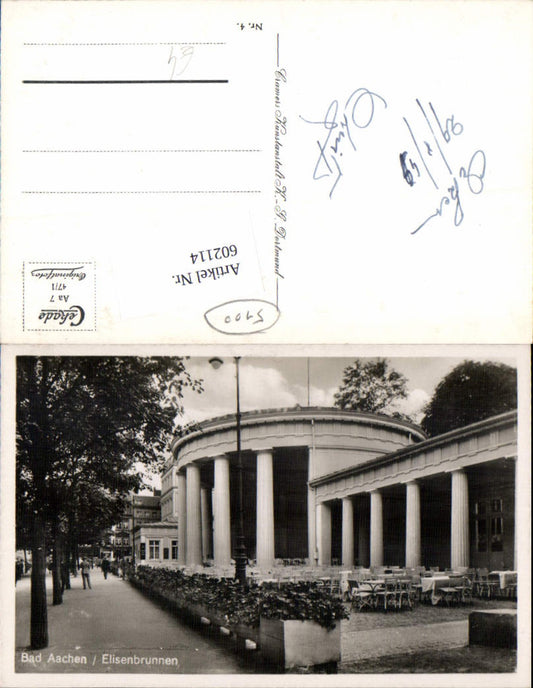 Nr. 4.
Cramers Kunstanstalt K.-G. Dortmund
Artikel Nr.
602114
5100
Cekade
Originalfoto
Aa 7
47/1
Bad Aachen / Elisenbrunnen